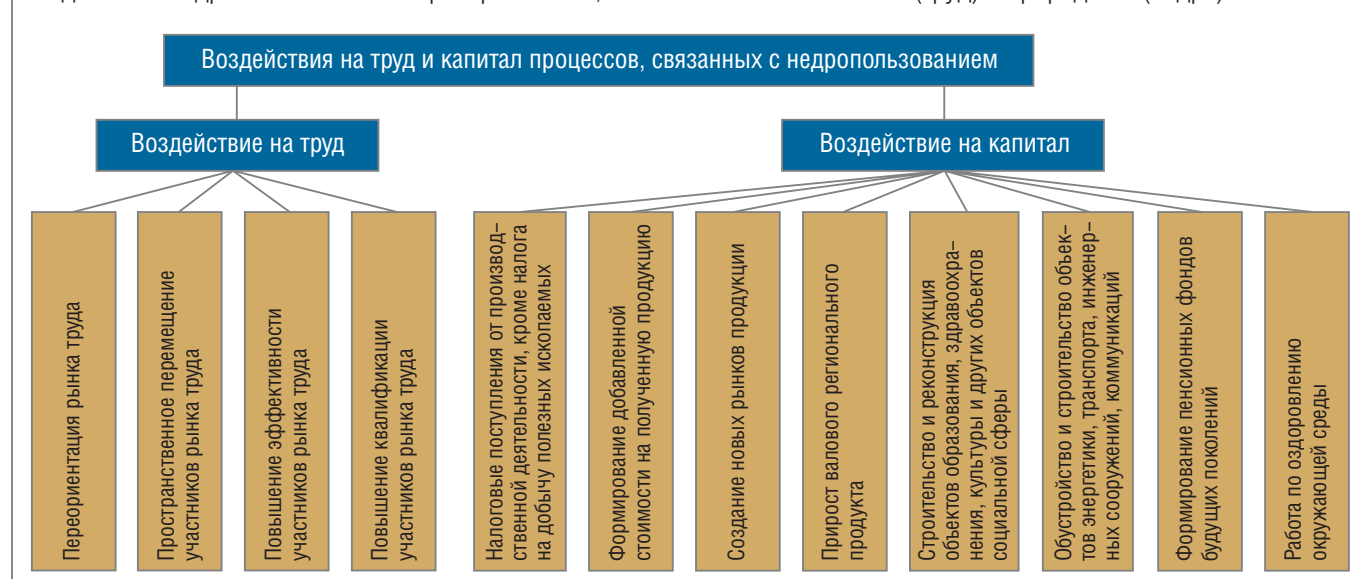 Воздействия на труд и капитал процессов, связанных с недропользованием
Воздействие на труд
Воздействие на капитал
Переориентация рынка труда
Пространственное перемещение
участников рынка труда
Повышение эффективности
участников рынка труда
Повышение квалификации
участников рынка труда
Налоговые поступления от производ–
ственной деятельности, кроме налога
на добычу полезных ископаемых
Формирование добавленной
стоимости на полученную продукцию
Создание новых рынков продукции
Прирост валового регионального
продукта
Строительство и реконструкция
объектов образования, здравоохра–
нения, культуры и других объектов
социальной сферы
Обустройство и строительство объек–
тов энергетики, транспорта, инженер–
ных сооружений, коммуникаций
Формирование пенсионных фондов
будущих поколений
Работа по оздоровлению
окружающей среды